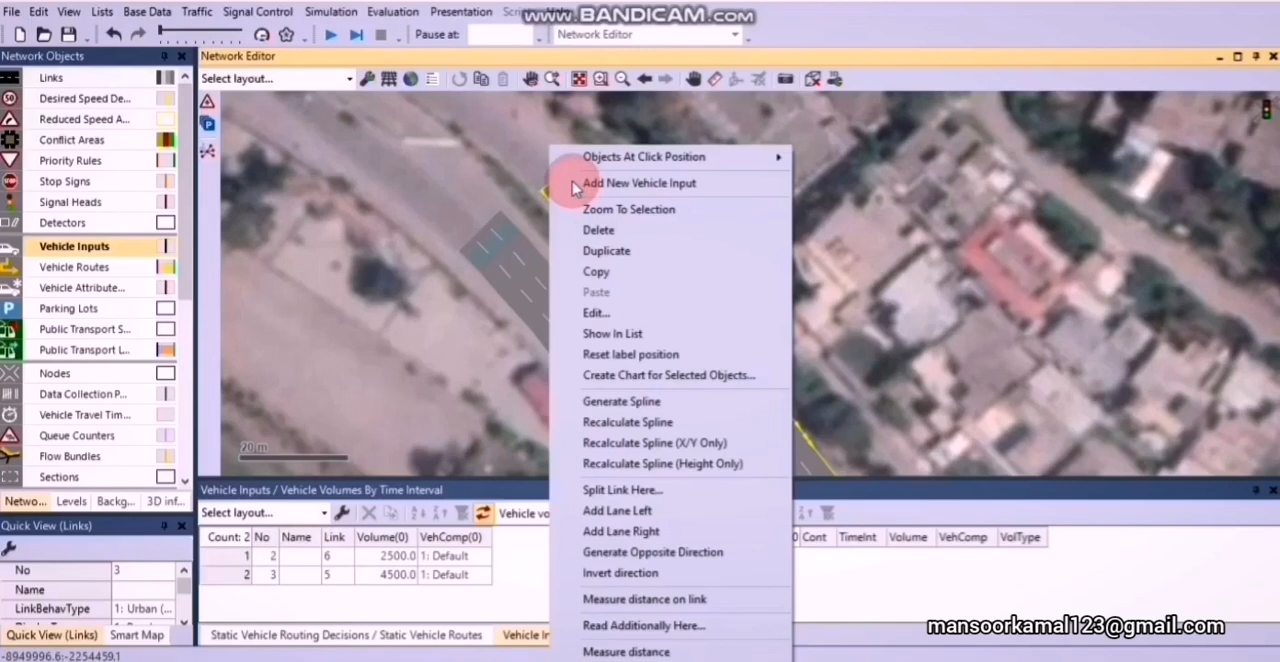 File Edit View Lists Base Data Traffic Signal Control Simulation Evaluation Presentation
www.BANDICAM.com
Pause at: Network Editor
Network Objects
Network Editor
Select layout...
Links
Desired Speed De...
Reduced Speed A...
Conflict Areas
Priority Rules
Stop Signs
Signal Heads
Detectors
Vehicle Inputs
Vehicle Routes
Vehicle Attribute...
Parking Lots
Public Transport S...
Public Transport L...
Nodes
Data Collection P...
Vehicle Travel Tim...
Queue Counters
Flow Bundles
Sections
Netwo... Levels Backg... 3D inf...
20 m
Objects At Click Position
Add New Vehicle Input
Zoom To Selection
Delete
Duplicate
Copy
Paste
Edit...
Show In List
Reset label position
Create Chart for Selected Objects...
Generate Spline
Recalculate Spline
Recalculate Spline (X/Y Only)
Recalculate Spline (Height Only)
Split Link Here...
Add Lane Left
Add Lane Right
Generate Opposite Direction
Invert direction
Measure distance on link
Read Additionally Here...
Measure distance
Vehicle Inputs / Vehicle Volumes By Time Interval
Select layout... Vehicle vo
Count: 2 No Name Link Volume(0) VehComp(0)
1 2 6 2500.0 1: Default
2 3 5 4500.0 1: Default
Cont TimeInt Volume VehComp VolType
Quick View (Links)
No 3
Name
LinkBehavType 1: Urban (...
Quick View (Links) Smart Map
Static Vehicle Routing Decisions / Static Vehicle Routes Vehicle In
mansoorkamal123@gmail.com
-8949996.6:-2254459.1